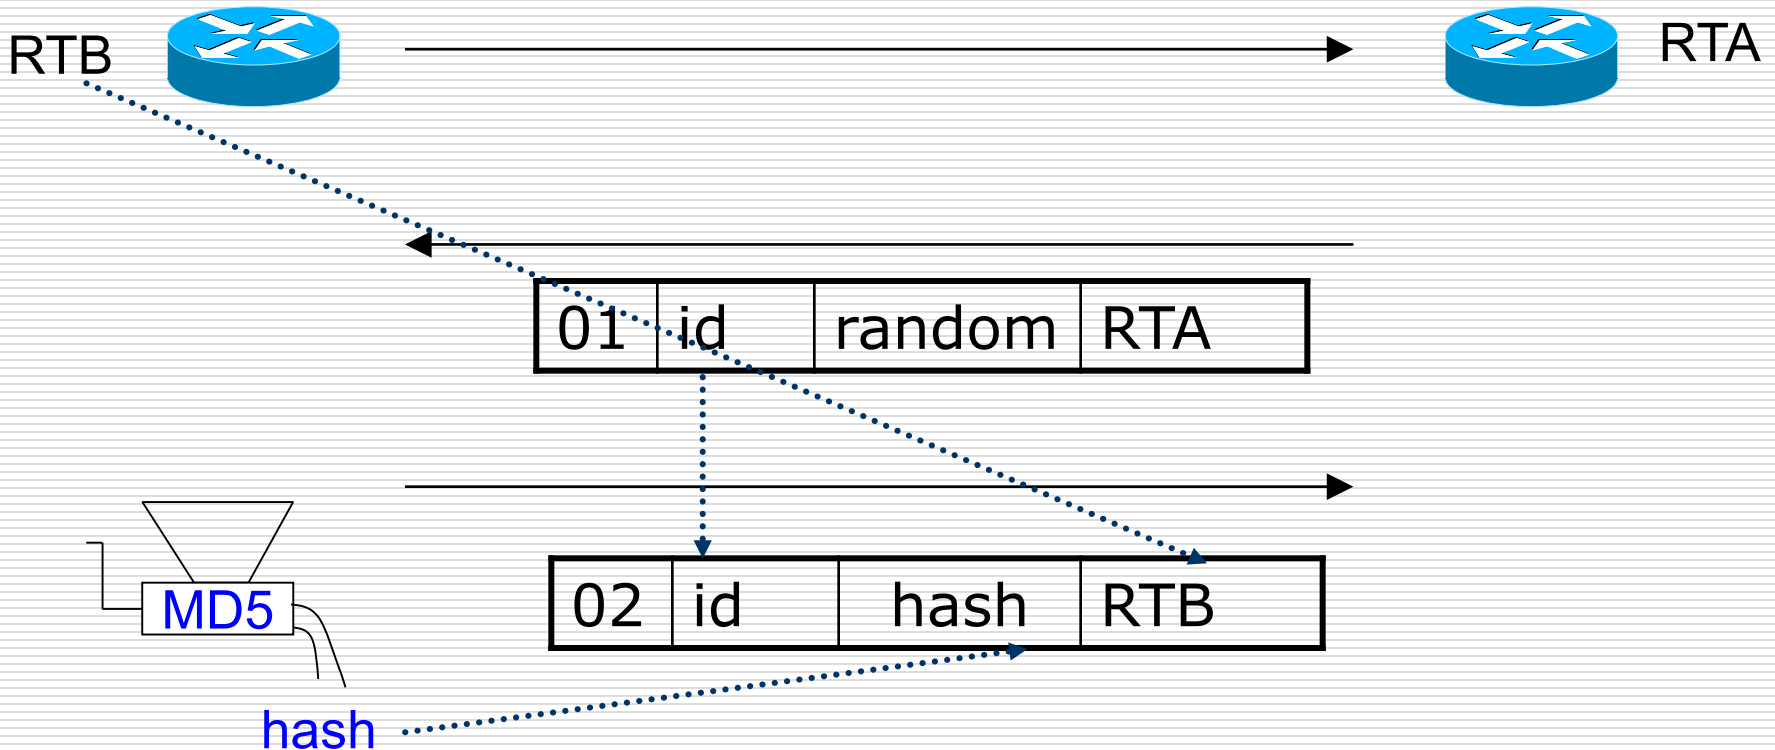 RTB
RTA
01 id random RTA
02 id hash RTB
MD5
hash